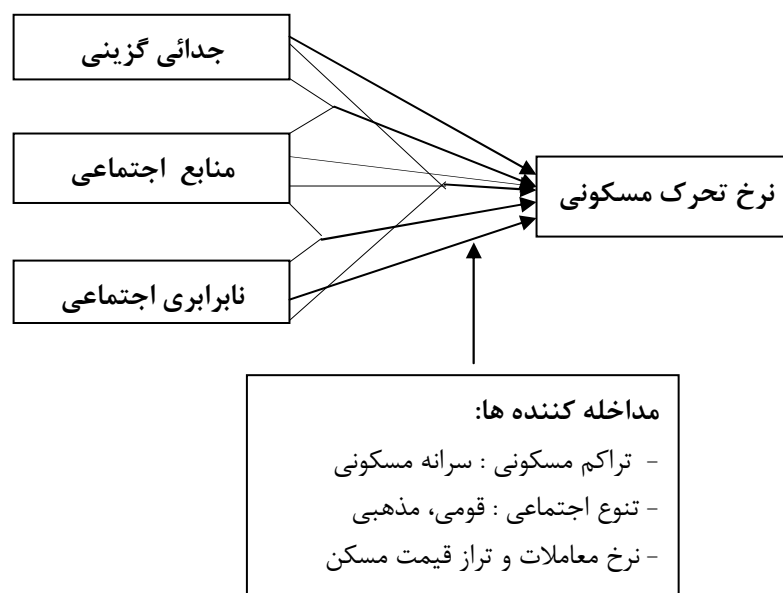 جدائی گزینی
منابع اجتماعی
نرخ تحرک مسکونی
نابرابری اجتماعی
مداخله کننده ها:
- تراکم مسکونی : سرانه مسکونی
- تنوع اجتماعی : قومی، مذهبی
- نرخ معاملات و تراز قیمت مسکن